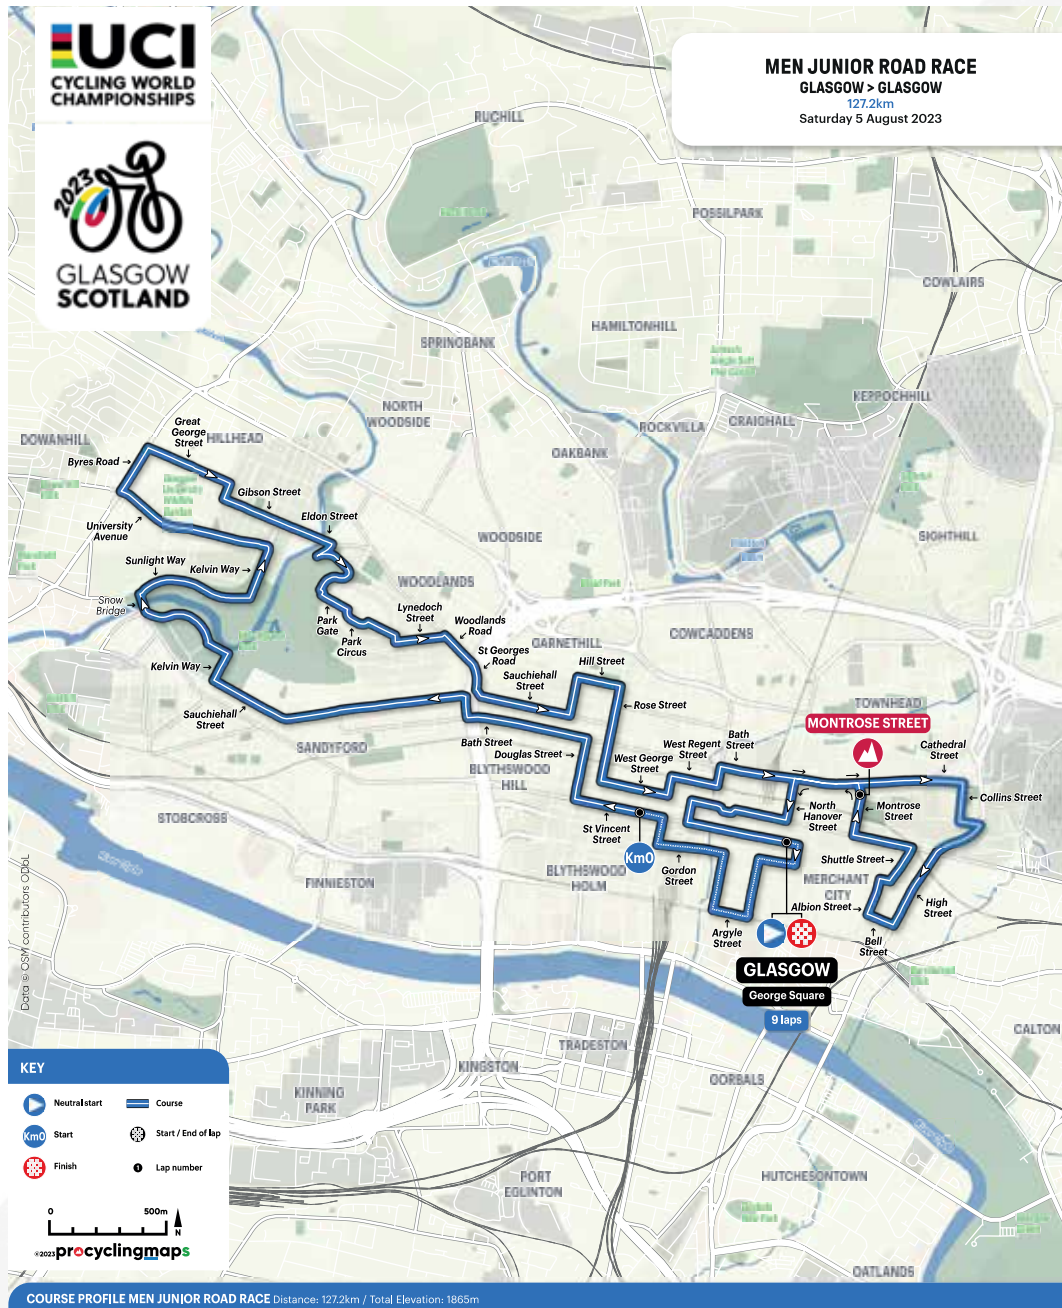 UCI
CYCLING WORLD
CHAMPIONSHIPS
2023
GLASGOW
SCOTLAND
MEN JUNIOR ROAD RACE
GLASGOW > GLASGOW
127.2km
Saturday 5 August 2023
RUCHILL
POSSILPARK
COWLAIRS
HAMILTONHILL
SPRINGBANK
KEPPOCHHILL
NORTH
WOODSIDE
CRAIGHALL
ROCKVILLA
DOWANHILL
Great
George
Street
HILLHEAD
OAKBANK
Byres Road
Gibson Street
Eldon Street
University
Avenue
WOODSIDE
SIGHTHILL
Sunlight Way
Kelvin Way
WOODLANDS
Snow
Bridge
Park
Gate
Park
Circus
Lynedoch
Street
Woodlands
Road
GARNETHILL
COWCADDENS
St Georges
Road
Sauchiehall
Street
Hill Street
Kelvin Way
Rose Street
TOWNHEAD
Sauchiehall
Street
MONTROSE STREET
SANDYFORD
Bath Street
Douglas Street
BLYTHSWOOD
HILL
West George
Street
West Regent
Street
Bath
Street
Cathedral
Street
Collins Street
North
Hanover
Street
Montrose
Street
STOBCROSS
St Vincent
Street
Km0
Shuttle Street
FINNIESTON
BLYTHSWOOD
HOLM
Gordon
Street
MERCHANT
CITY
Albion Street
High
Street
Argyle
Street
Bell
Street
GLASGOW
George Square
9 laps
CALTON
TRADESTON
KINGSTON
GORBALS
KINNING
PARK
PORT
EGLINTON
HUTCHESONTOWN
OATLANDS
Data © OSM contributors ODbL
KEY
Neutral start
Course
Km0
Start
Start / End of lap
Finish
1
Lap number
0
500m
N
©2023 procyclingmaps
COURSE PROFILE MEN JUNIOR ROAD RACE Distance: 127.2km / Total Elevation: 1865m